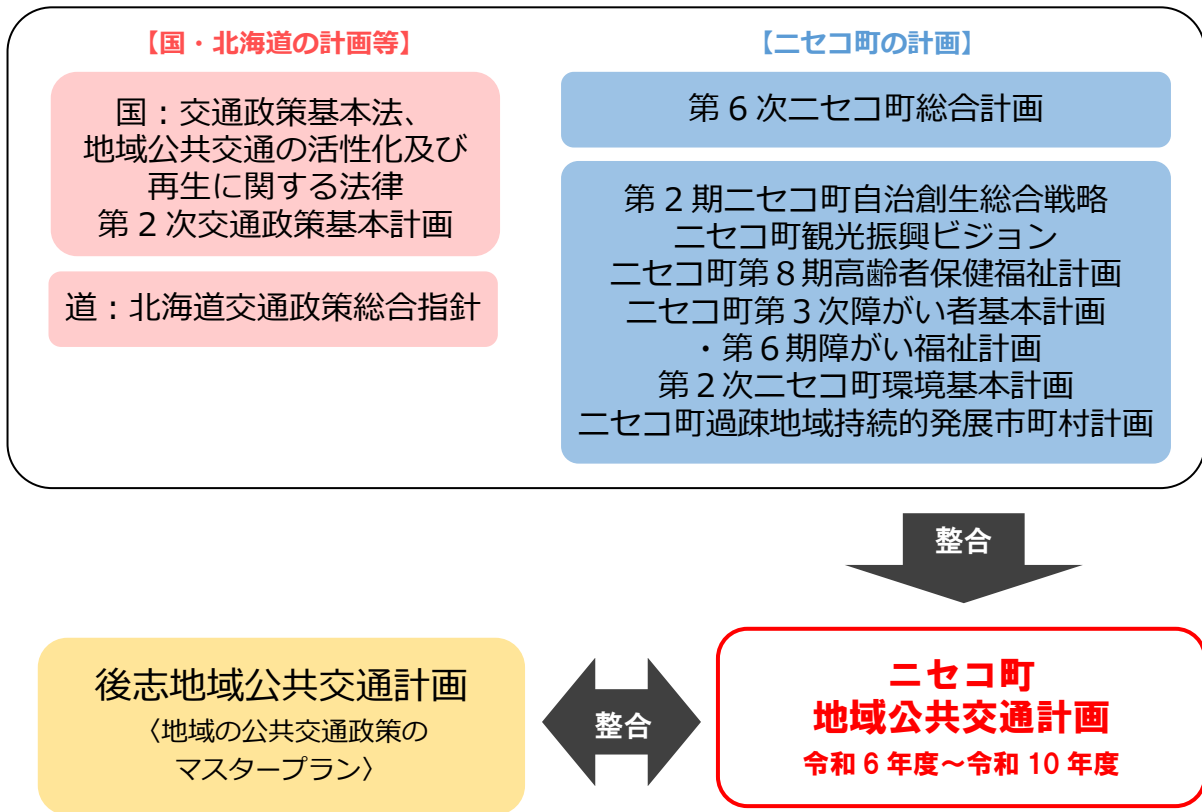 【国・北海道の計画等】
国：交通政策基本法、
地域公共交通の活性化及び
再生に関する法律
第２次交通政策基本計画
道：北海道交通政策総合指針
【ニセコ町の計画】
第６次ニセコ町総合計画
第２期ニセコ町自治創生総合戦略
ニセコ町観光振興ビジョン
ニセコ町第８期高齢者保健福祉計画
ニセコ町第３次障がい者基本計画
・第６期障がい福祉計画
第２次ニセコ町環境基本計画
ニセコ町過疎地域持続的発展市町村計画
整合
後志地域公共交通計画
〈地域の公共交通政策の
マスタープラン〉
整合
ニセコ町
地域公共交通計画
令和６年度～令和 10 年度